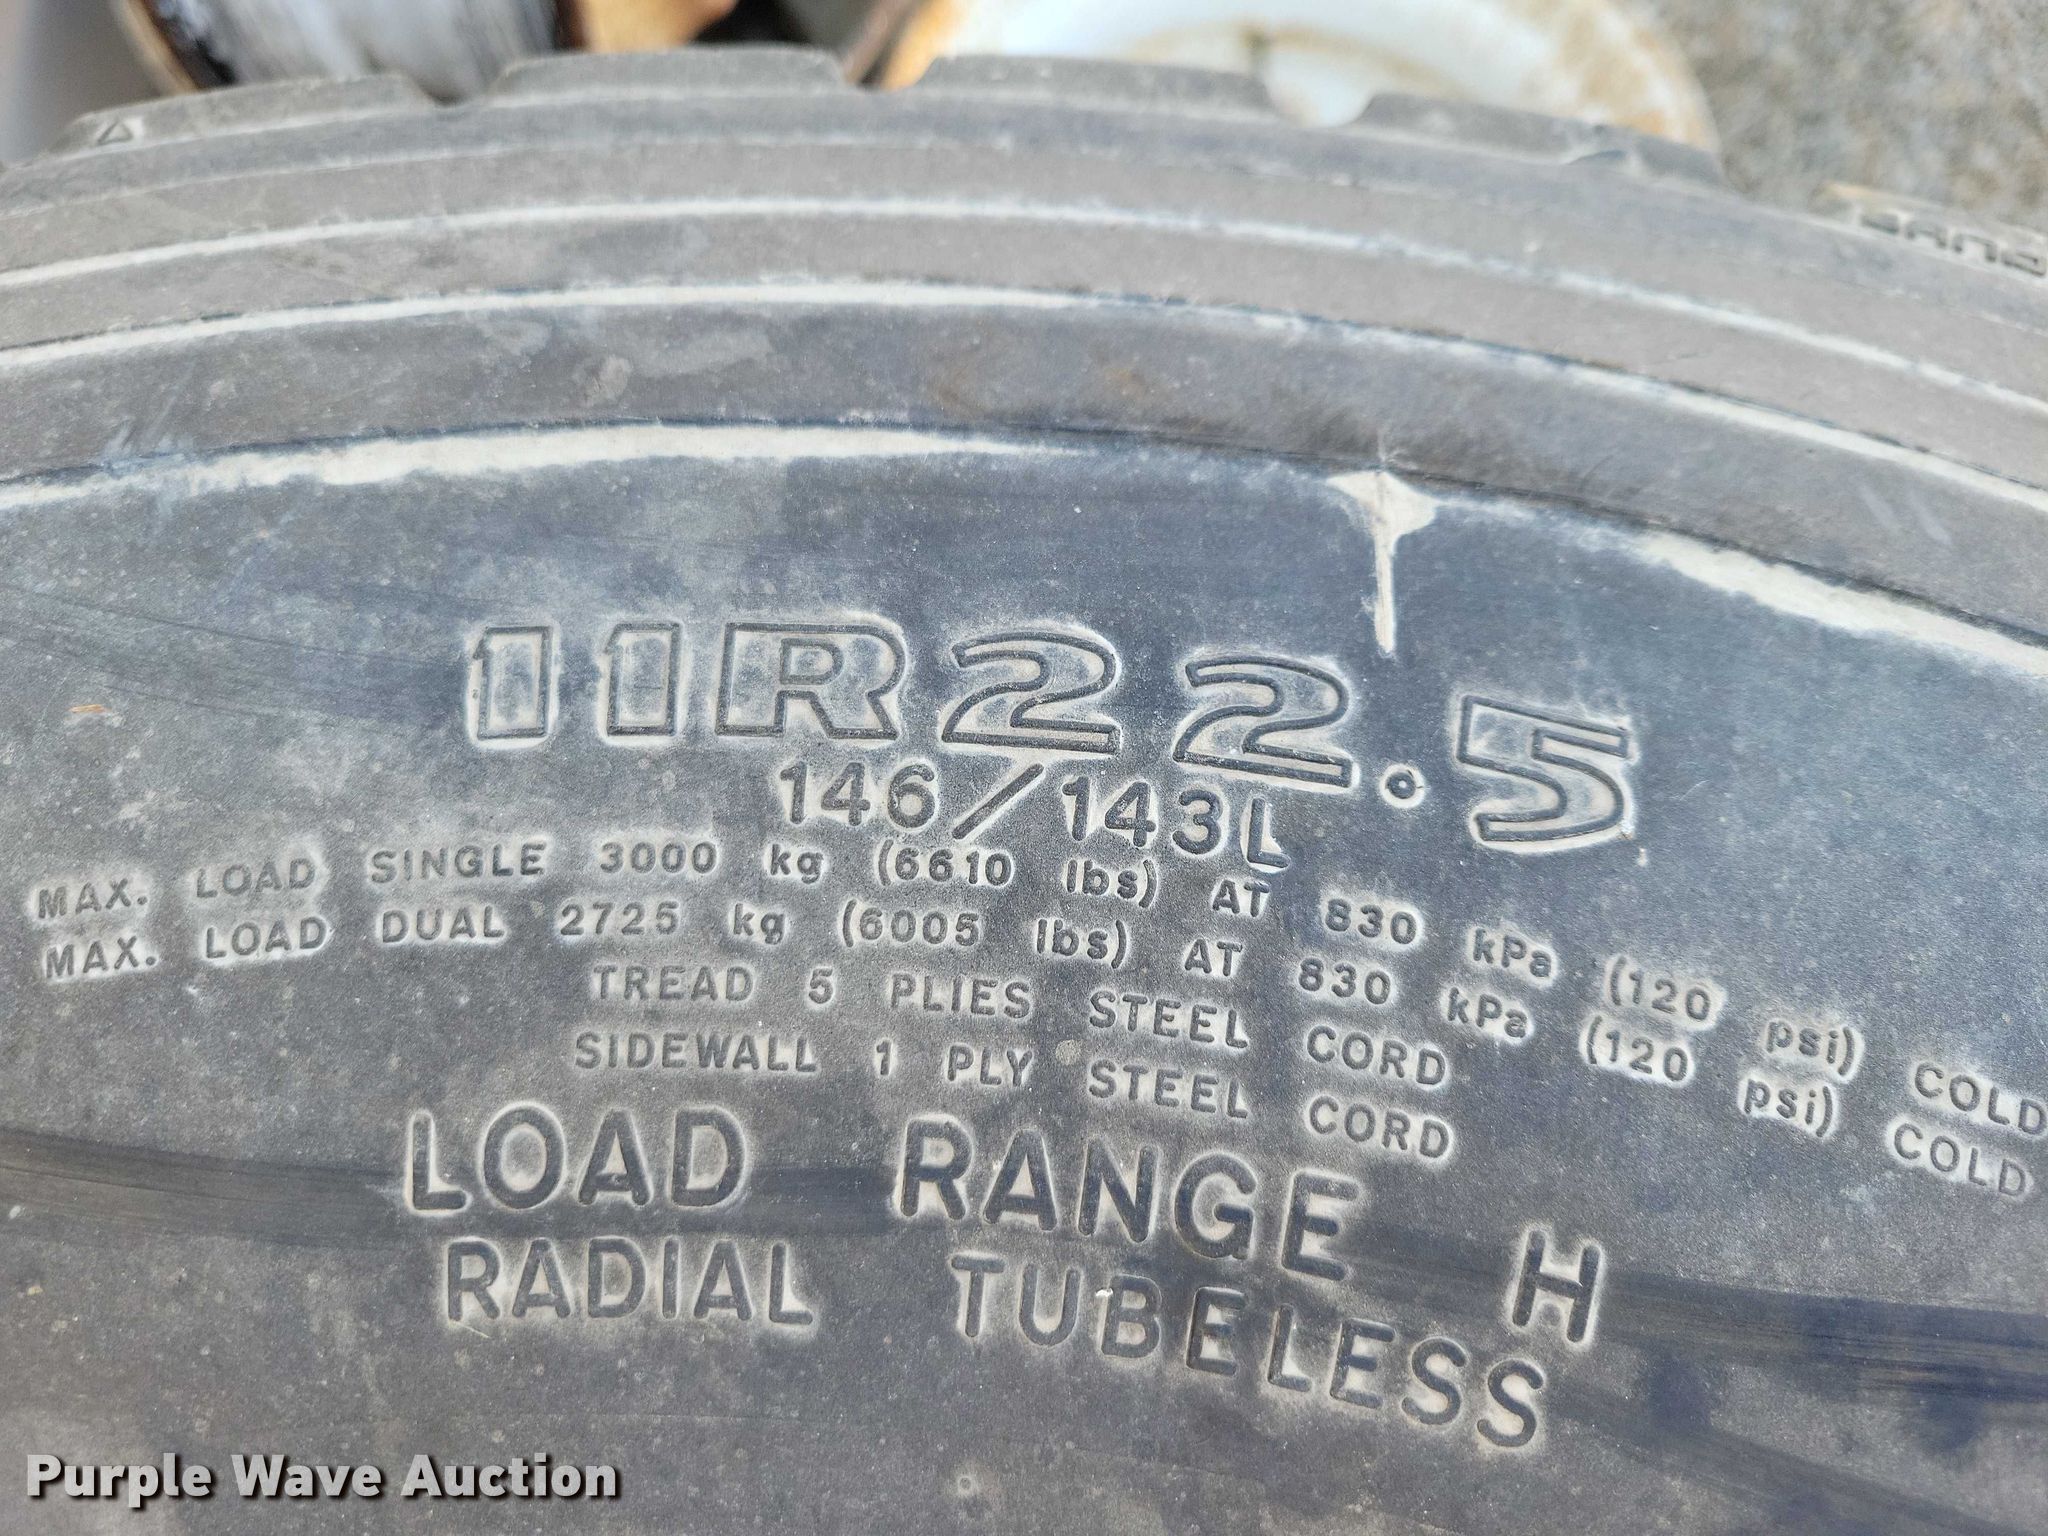 11R22.5
146/143L
MAX. LOAD SINGLE 3000 kg (6610 lbs) AT 830 kPa (120 psi) COLD
MAX. LOAD DUAL 2725 kg (6005 lbs) AT 830 kPa (120 psi) COLD
TREAD 5 PLIES STEEL CORD
SIDEWALL 1 PLY STEEL CORD
LOAD RANGE H
RADIAL TUBELESS
Purple Wave Auction